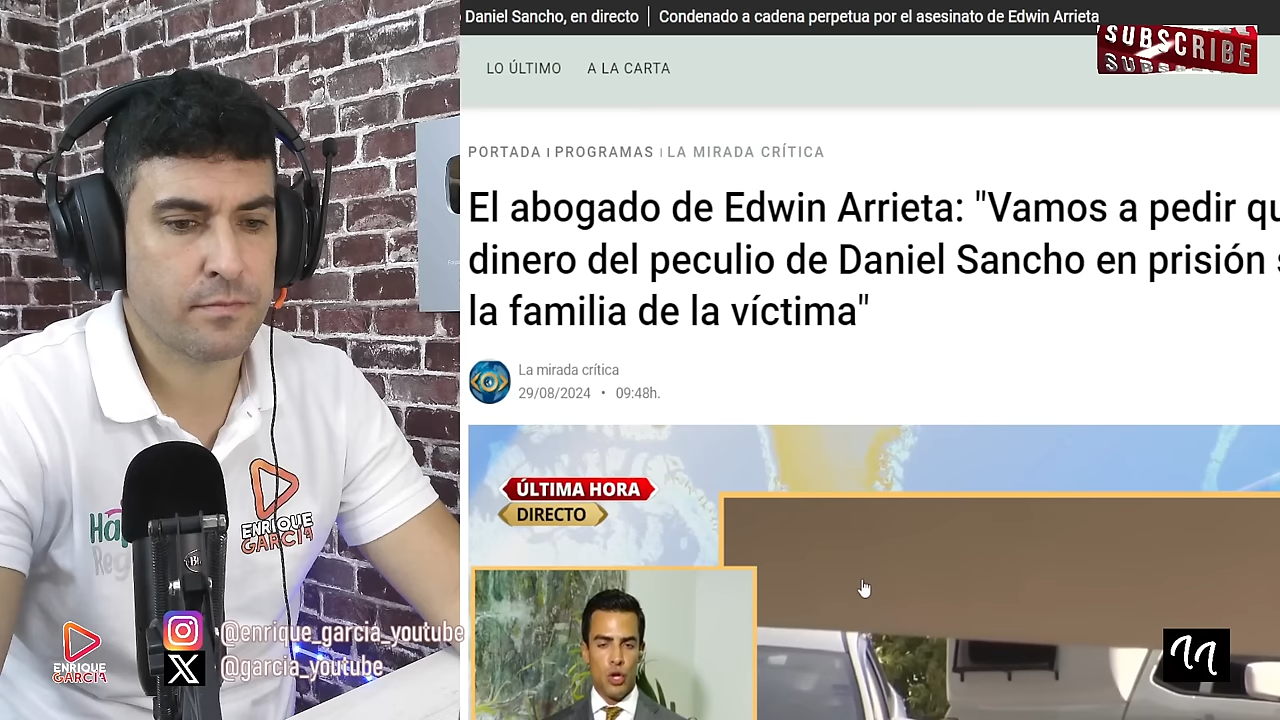 Daniel Sancho, en directo | Condenado a cadena perpetua por el asesinato de Edwin Arrieta
SUBSCRIBE
LO ÚLTIMO A LA CARTA
PORTADA | PROGRAMAS | LA MIRADA CRÍTICA
El abogado de Edwin Arrieta: "Vamos a pedir qu
dinero del peculio de Daniel Sancho en prisión s
la familia de la víctima"
La mirada crítica
29/08/2024 • 09:48h.
ÚLTIMA HORA
DIRECTO
ENRIQUE
GARCIA
@enrique_garcia_youtube
@garcia_youtube
ENRIQUE
GARCIA